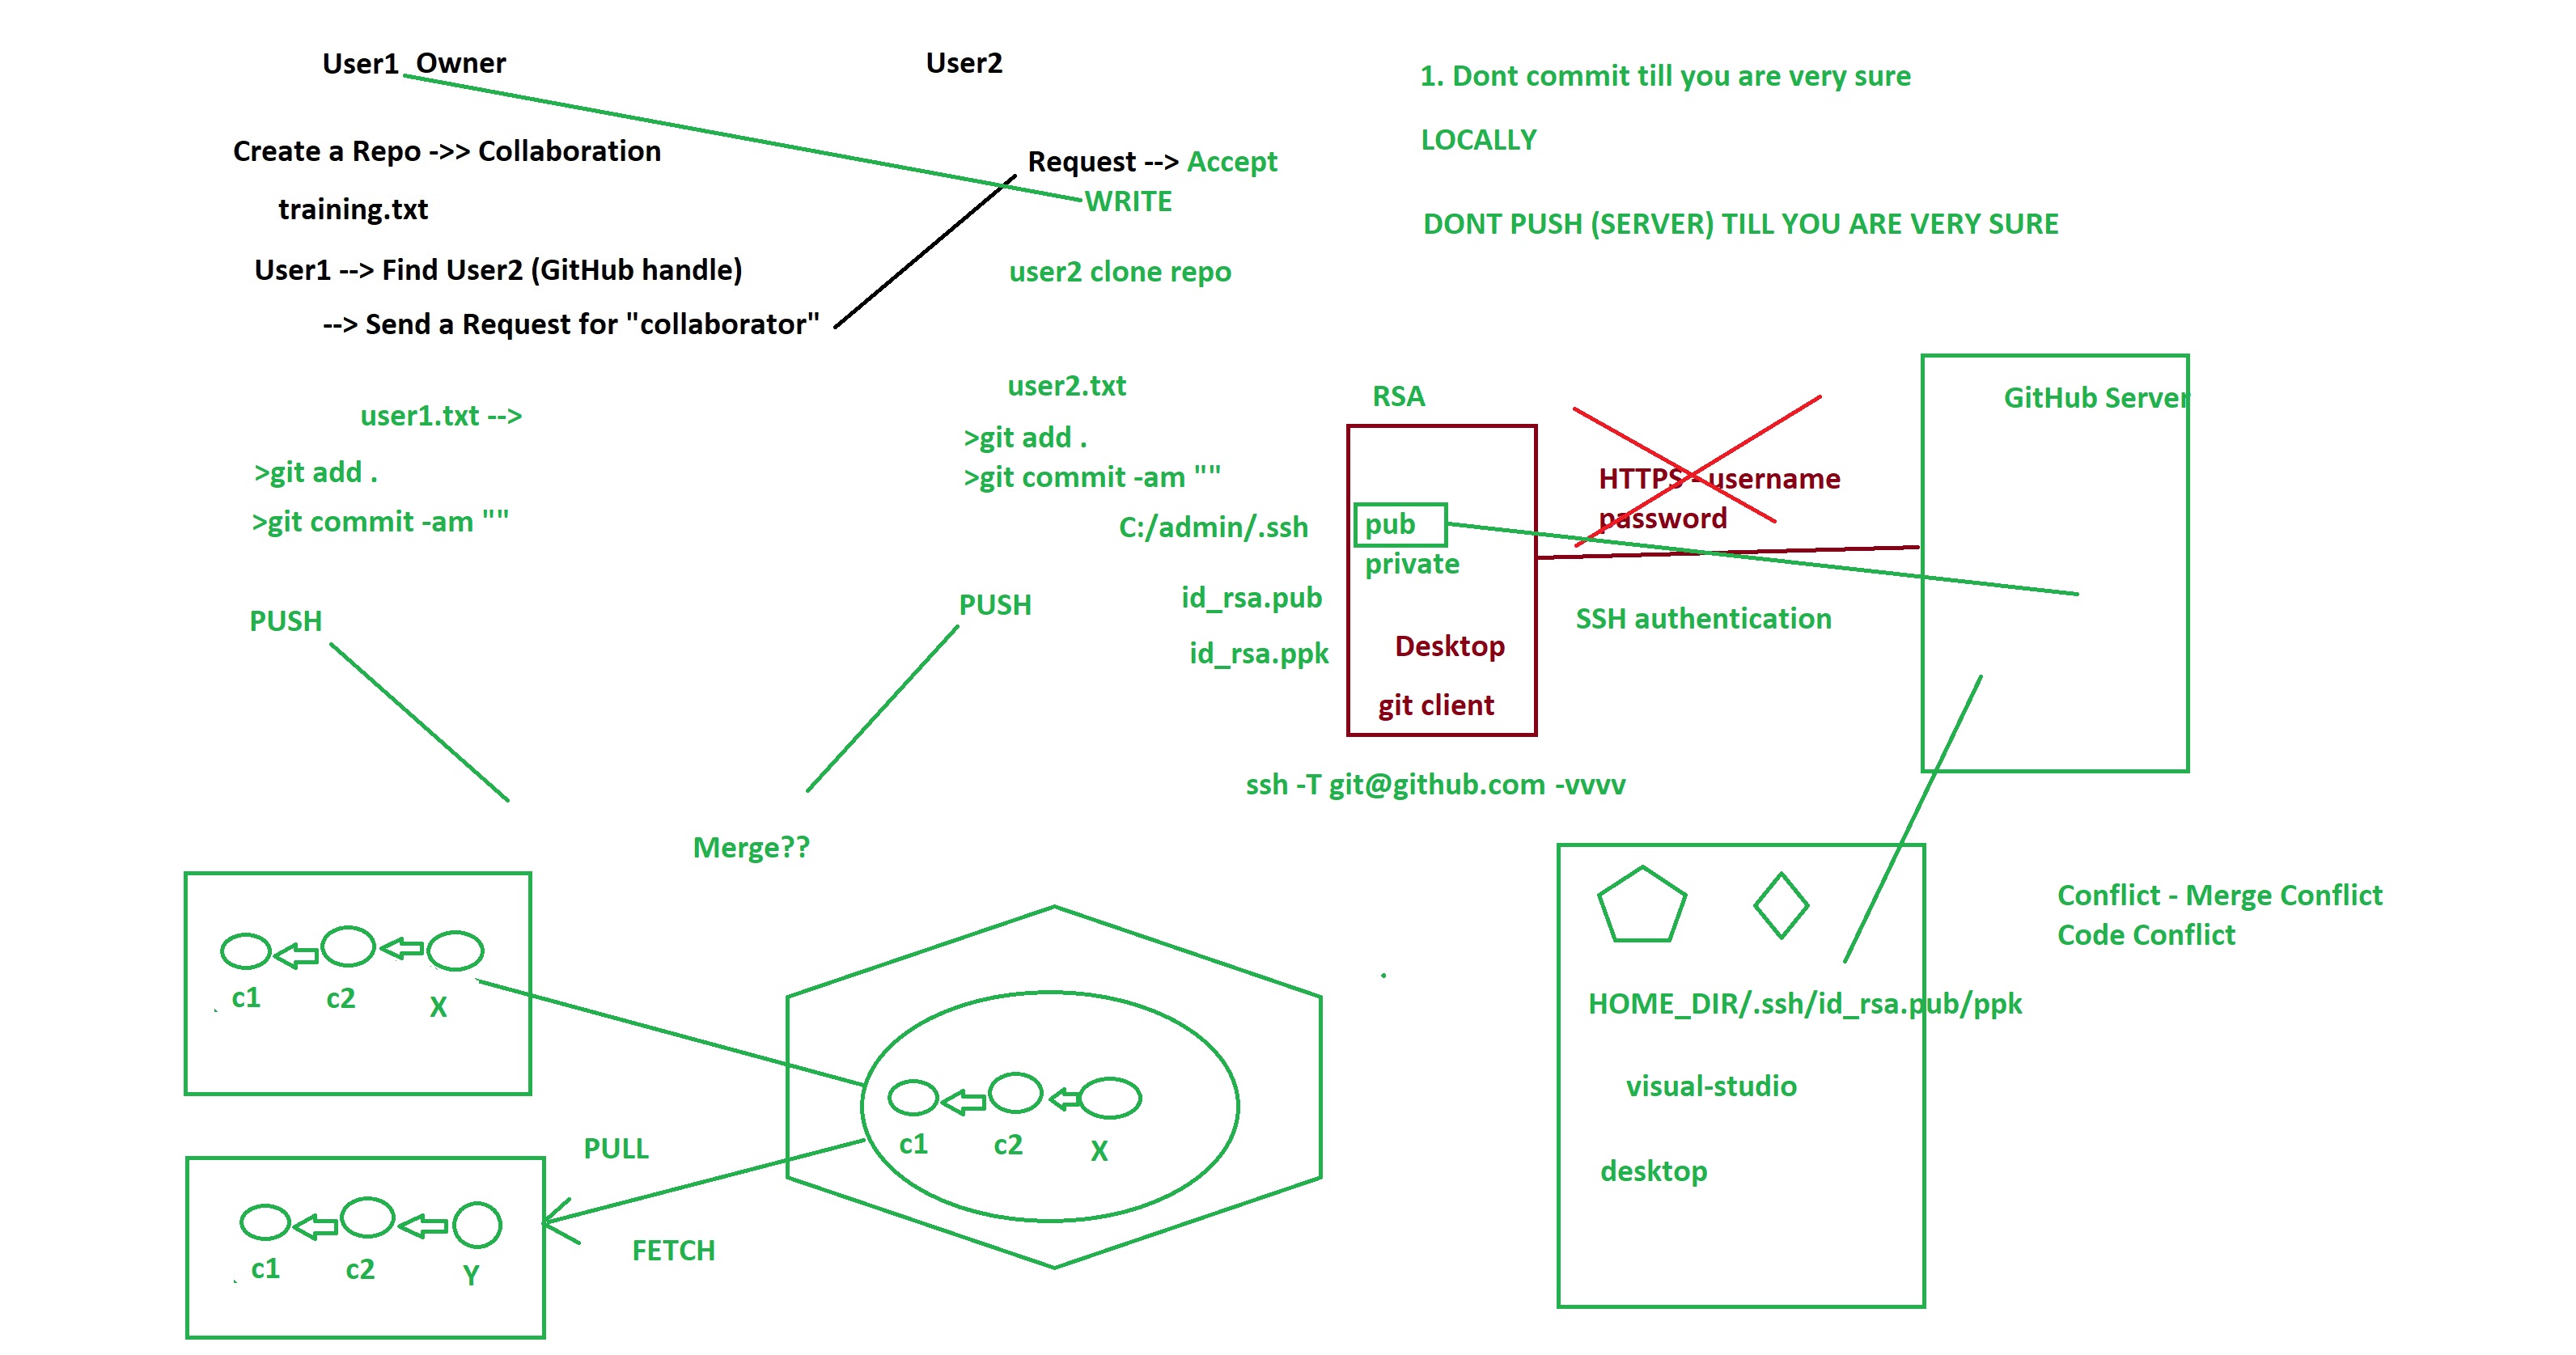 User1 Owner
User2
Create a Repo ->> Collaboration
training.txt
User1 --> Find User2 (GitHub handle)
--> Send a Request for "collaborator"
Request --> Accept
WRITE
user2 clone repo
1. Dont commit till you are very sure
LOCALLY
DONT PUSH (SERVER) TILL YOU ARE VERY SURE
user1.txt -->
>git add .
>git commit -am ""
PUSH
user2.txt
>git add .
>git commit -am ""
PUSH
Merge??
C:/admin/.ssh
id_rsa.pub
id_rsa.ppk
RSA
pub
private
Desktop
git client
HTTPS - username
password
SSH authentication
GitHub Server
ssh -T git@github.com -vvvv
c1 c2 X
c1 c2 X
PULL
FETCH
c1 c2 Y
HOME_DIR/.ssh/id_rsa.pub/ppk
visual-studio
desktop
Conflict - Merge Conflict
Code Conflict